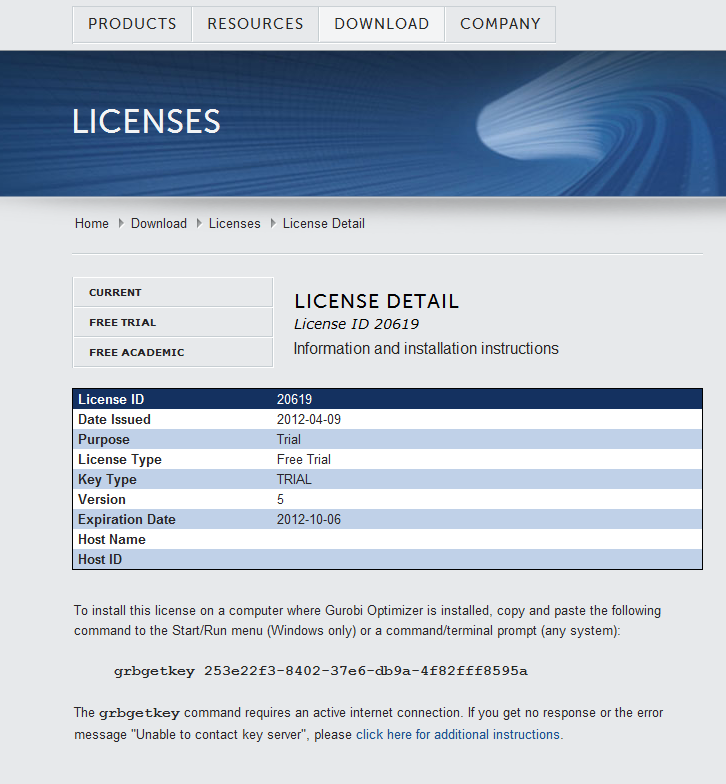 PRODUCTS RESOURCES DOWNLOAD COMPANY
LICENSES
Home Download Licenses License Detail
CURRENT
FREE TRIAL
FREE ACADEMIC
LICENSE DETAIL
License ID 20619
Information and installation instructions
License ID 20619
Date Issued 2012-04-09
Purpose Trial
License Type Free Trial
Key Type TRIAL
Version 5
Expiration Date 2012-10-06
Host Name
Host ID
To install this license on a computer where Gurobi Optimizer is installed, copy and paste the following
command to the Start/Run menu (Windows only) or a command/terminal prompt (any system):
grbgetkey 253e22f3-8402-37e6-db9a-4f82fff8595a
The grbgetkey command requires an active internet connection. If you get no response or the error
message "Unable to contact key server", please click here for additional instructions.